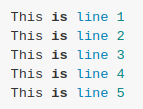 This is line 1
This is line 2
This is line 3
This is line 4
This is line 5